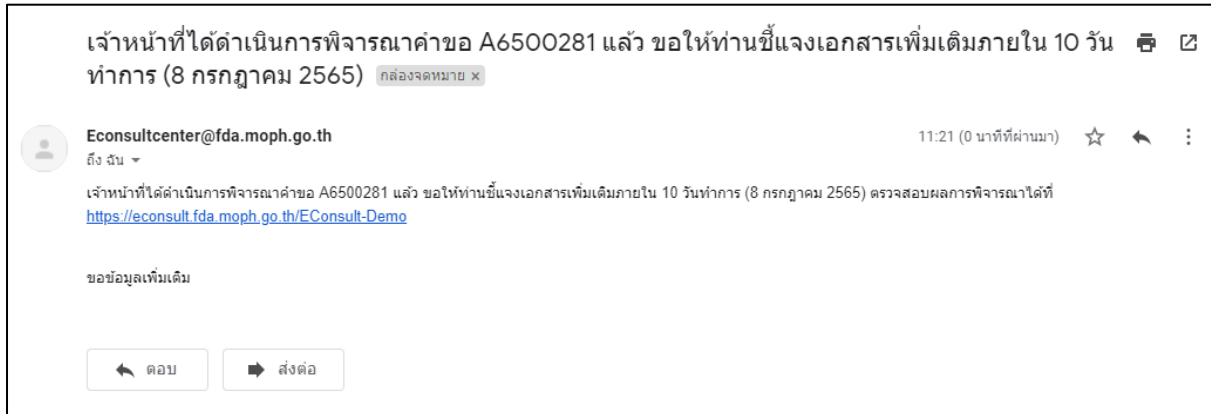 เจ้าหน้าที่ได้ดำเนินการพิจารณาคำขอ A6500281 แล้ว ขอให้ท่านชี้แจงเอกสารเพิ่มเติมภายใน 10 วัน
ทำการ (8 กรกฎาคม 2565) กล่องจดหมาย x
Econsultcenter@fda.moph.go.th 11:21 (0 นาทีที่ผ่านมา)
ถึง ฉัน
เจ้าหน้าที่ได้ดำเนินการพิจารณาคำขอ A6500281 แล้ว ขอให้ท่านชี้แจงเอกสารเพิ่มเติมภายใน 10 วันทำการ (8 กรกฎาคม 2565) ตรวจสอบผลการพิจารณาได้ที่
https://econsult.fda.moph.go.th/EConsult-Demo
ขอข้อมูลเพิ่มเติม
ตอบ ส่งต่อ